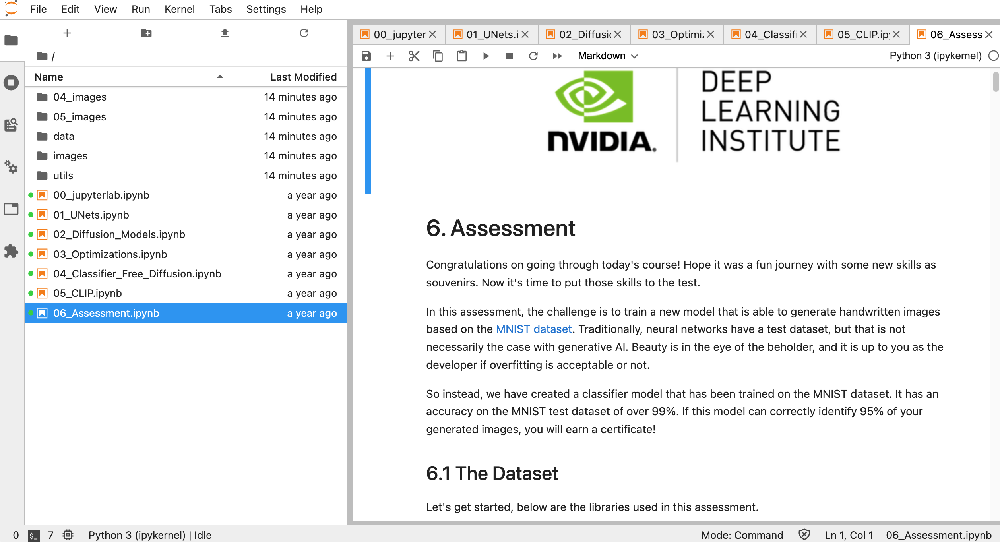 File Edit View Run Kernel Tabs Settings Help
/
Name Last Modified
04_images 14 minutes ago
05_images 14 minutes ago
data 14 minutes ago
images 14 minutes ago
utils 14 minutes ago
00_jupyterlab.ipynb a year ago
01_UNets.ipynb a year ago
02_Diffusion_Models.ipynb a year ago
03_Optimizations.ipynb a year ago
04_Classifier_Free_Diffusion.ipynb a year ago
05_CLIP.ipynb a year ago
06_Assessment.ipynb a year ago
00_jupyter 01_UNets.i 02_Diffusi 03_Optimiz 04_Classifi 05_CLIP.ipy 06_Assess
Markdown Python 3 (ipykernel)
NVIDIA.
DEEP
LEARNING
INSTITUTE
6. Assessment
Congratulations on going through today's course! Hope it was a fun journey with some new skills as
souvenirs. Now it's time to put those skills to the test.
In this assessment, the challenge is to train a new model that is able to generate handwritten images
based on the MNIST dataset. Traditionally, neural networks have a test dataset, but that is not
necessarily the case with generative AI. Beauty is in the eye of the beholder, and it is up to you as the
developer if overfitting is acceptable or not.
So instead, we have created a classifier model that has been trained on the MNIST dataset. It has an
accuracy on the MNIST test dataset of over 99%. If this model can correctly identify 95% of your
generated images, you will earn a certificate!
6.1 The Dataset
Let's get started, below are the libraries used in this assessment.
0 $_ 7 Python 3 (ipykernel) | Idle Mode: Command Ln 1, Col 1 06_Assessment.ipynb